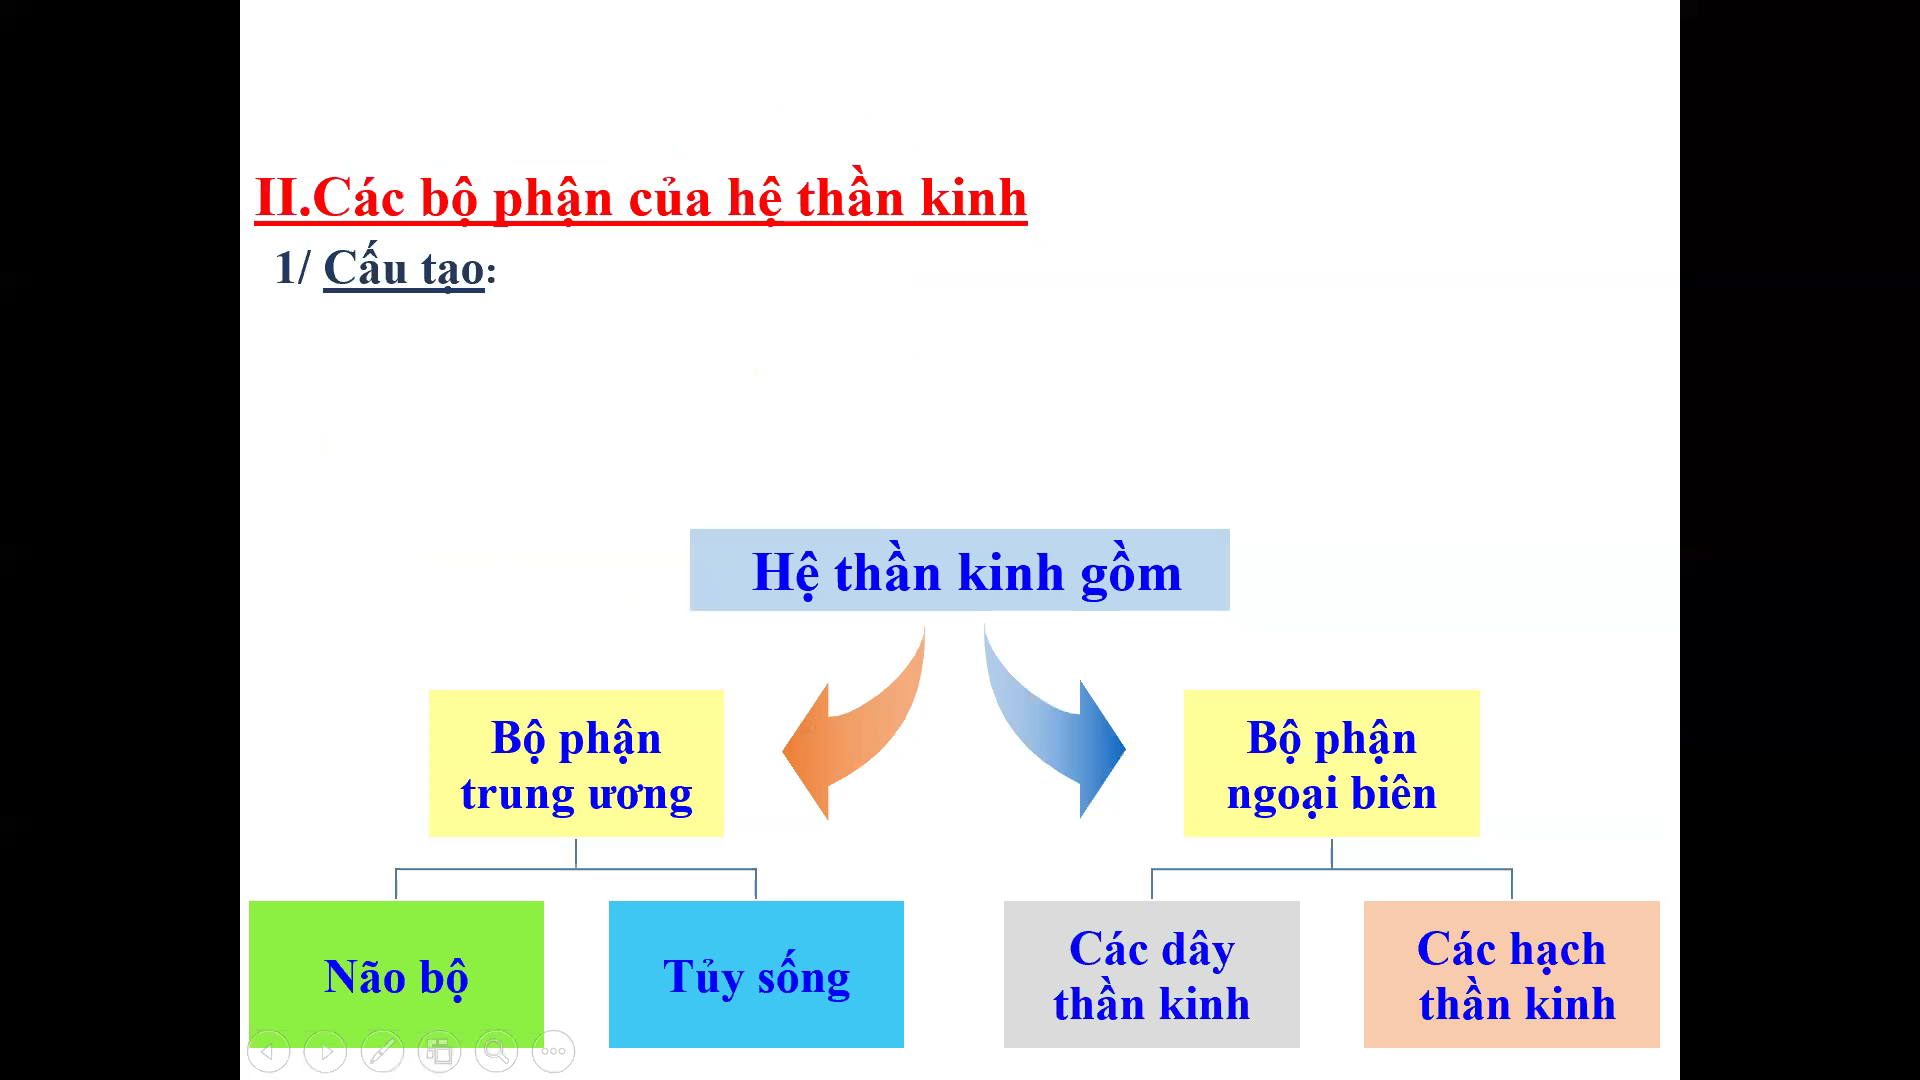 II.Các bộ phận của hệ thần kinh
1/ Cấu tạo:
Hệ thần kinh gồm
Bộ phận
trung ương
Bộ phận
ngoại biên
Não bộ
Tủy sống
Các dây
thần kinh
Các hạch
thần kinh